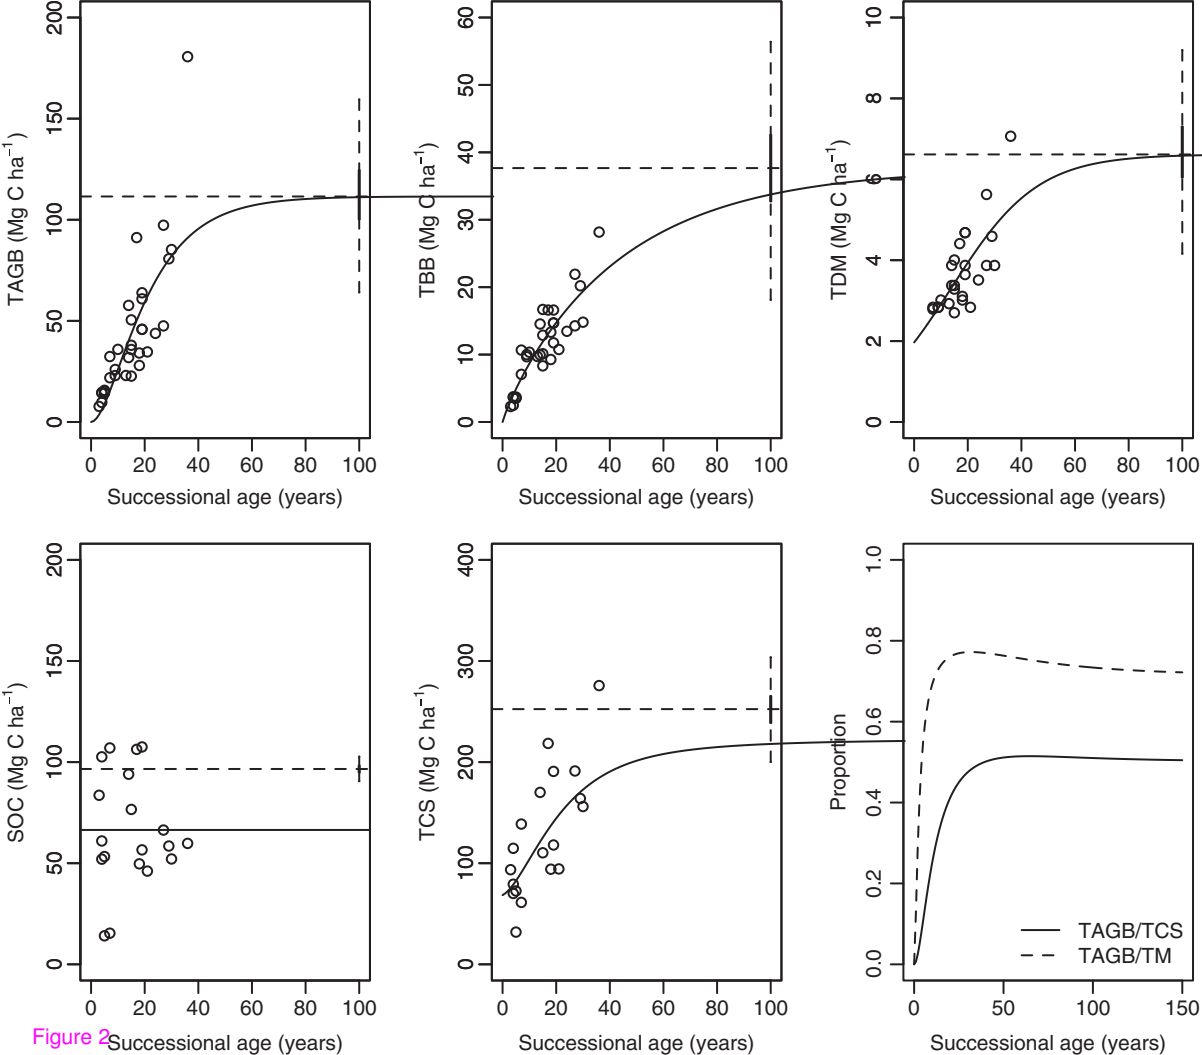 200
150
100
50
0
TAGB (Mg C ha−1)
0 20 40 60 80 100
Successional age (years)
60
50
40
30
20
10
0
TBB (Mg C ha−1)
0 20 40 60 80 100
Successional age (years)
10
8
6
4
2
0
TDM (Mg C ha−1)
0 20 40 60 80 100
Successional age (years)
200
150
100
50
0
SOC (Mg C ha−1)
0 20 40 60 80 100
Successional age (years)
400
300
200
100
0
TCS (Mg C ha−1)
0 20 40 60 80 100
Successional age (years)
1.0
0.8
0.6
0.4
0.2
0.0
Proportion
TAGB/TCS
TAGB/TM
0 50 100 150
Successional age (years)
Figure 2